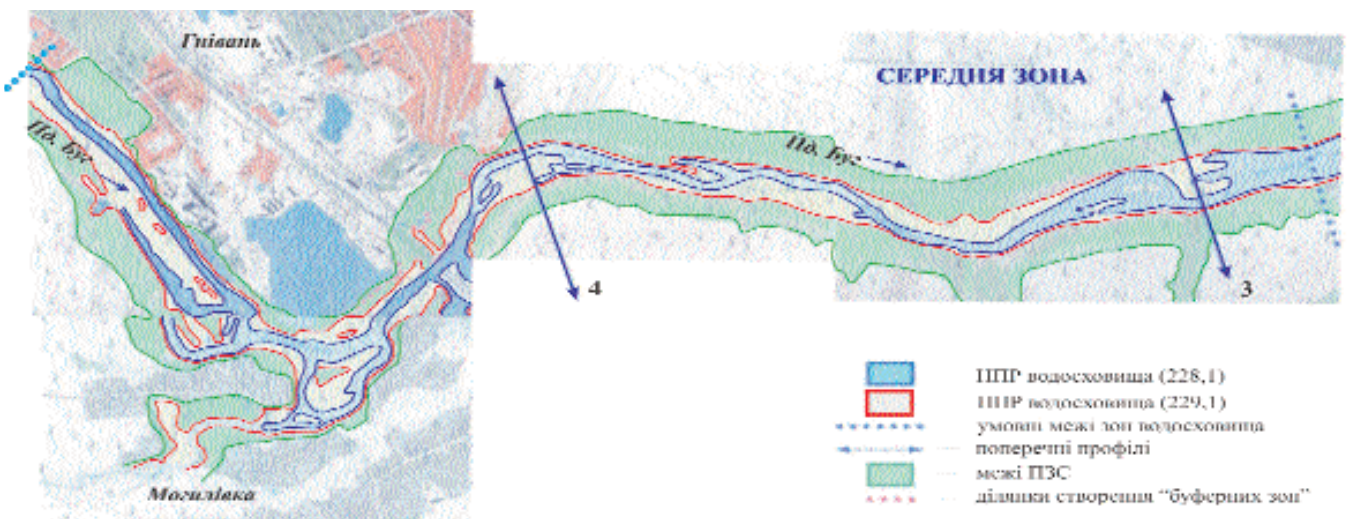 Гнівань
СЕРЕДНЯ ЗОНА
Пд. Буг
Пд. Буг
4
3
НПР водосховища (228,1)
НПР водосховища (229,1)
умовні межі зон водосховища
поперечні профілі
межі ПЗС
ділянки створення "буферних зон"
Могилівка